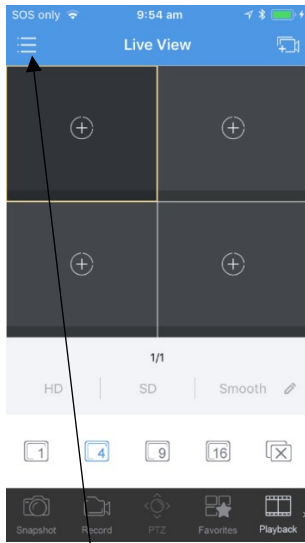 SOS only 9:54 am
Live View
1/1
HD SD Smooth
1 4 9 16
Snapshot Record PTZ Favorites Playback